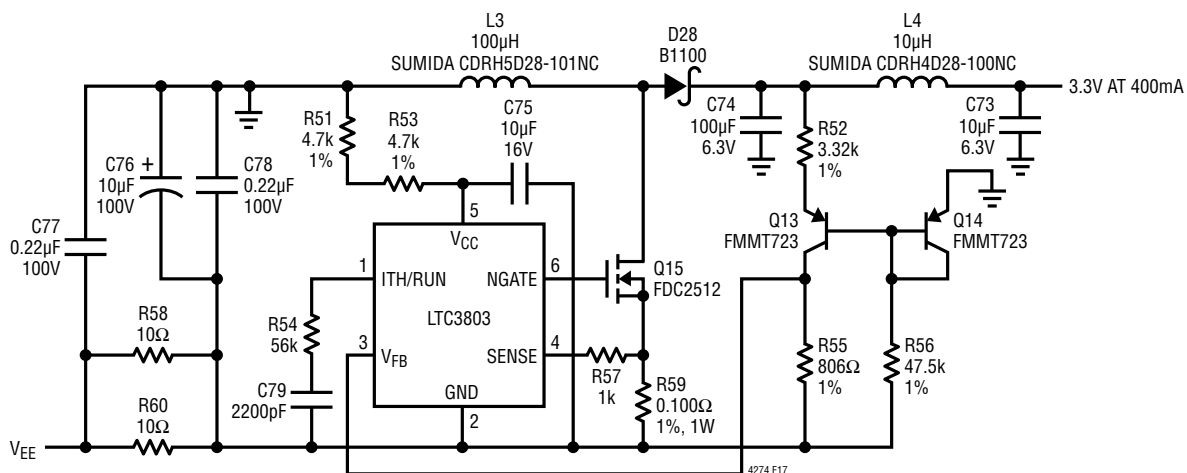 L3
100µH
SUMIDA CDRH5D28-101NC
D28
B1100
L4
10µH
SUMIDA CDRH4D28-100NC
3.3V AT 400mA
C77
0.22µF
100V
C76
10µF
100V
+
C78
0.22µF
100V
R51
4.7k
1%
R53
4.7k
1%
C75
10µF
16V
C74
100µF
6.3V
R52
3.32k
1%
C73
10µF
6.3V
Q13
FMMT723
Q14
FMMT723
5
VCC
1
ITH/RUN
NGATE
6
Q15
FDC2512
LTC3803
R54
56k
3
VFB
SENSE
4
R57
1k
GND
2
C79
2200pF
R58
10Ω
R60
10Ω
R59
0.100Ω
1%, 1W
R55
806Ω
1%
R56
47.5k
1%
VEE
4274 F17